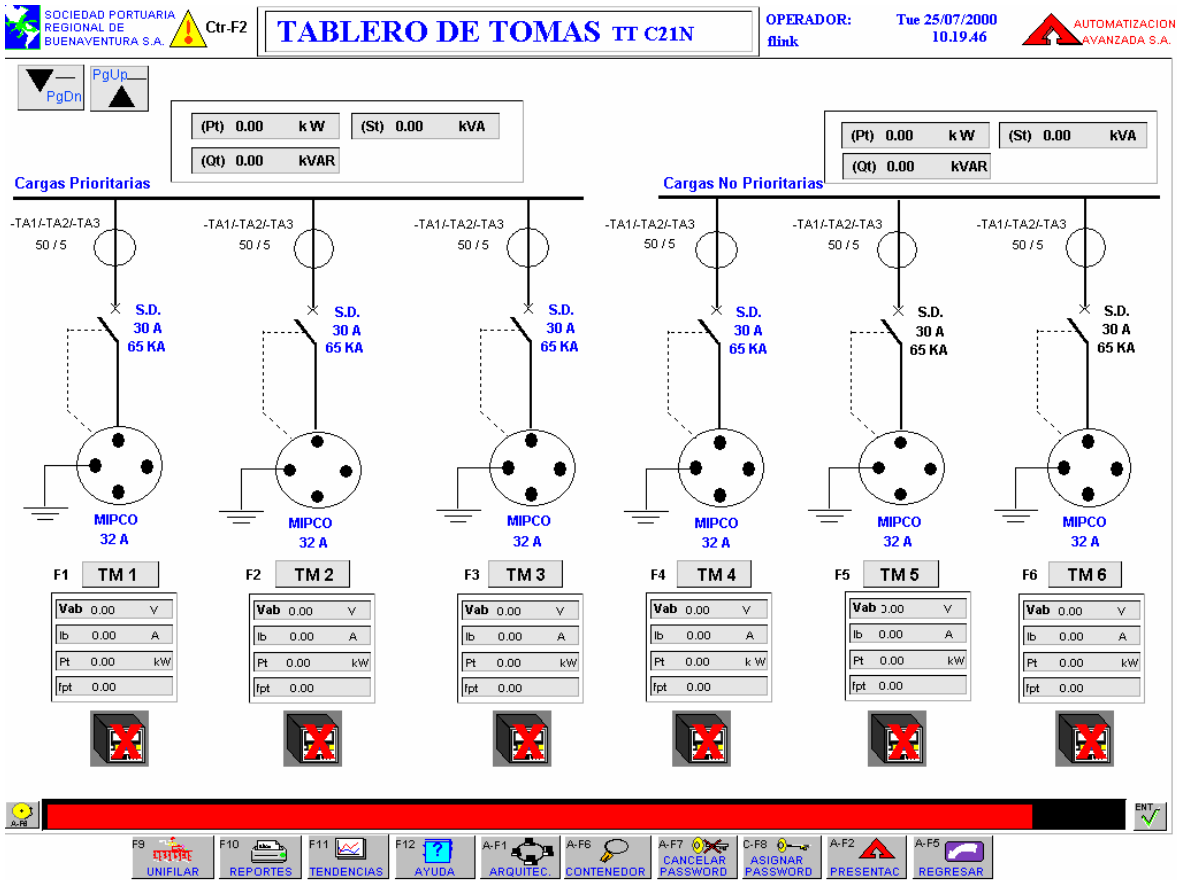 SOCIEDAD PORTUARIA
REGIONAL DE
BUENAVENTURA S.A.
Ctr-F2
TABLERO DE TOMAS TT C21N
OPERADOR:
flink
Tue 25/07/2000
10.19.46
AUTOMATIZACION
AVANZADA S.A.
PgDn
PgUp
(Pt) 0.00 kW (St) 0.00 kVA
(Qt) 0.00 kVAR
(Pt) 0.00 kW (St) 0.00 kVA
(Qt) 0.00 kVAR
Cargas Prioritarias
Cargas No Prioritarias
-TA1/-TA2/-TA3
50 / 5
-TA1/-TA2/-TA3
50 / 5
-TA1/-TA2/-TA3
50 / 5
-TA1/-TA2/-TA3
50 / 5
-TA1/-TA2/-TA3
50 / 5
-TA1/-TA2/-TA3
50 / 5
S.D.
30 A
65 KA
S.D.
30 A
65 KA
S.D.
30 A
65 KA
S.D.
30 A
65 KA
S.D.
30 A
65 KA
S.D.
30 A
65 KA
MIPCO
32 A
MIPCO
32 A
MIPCO
32 A
MIPCO
32 A
MIPCO
32 A
MIPCO
32 A
F1 TM 1
F2 TM 2
F3 TM 3
F4 TM 4
F5 TM 5
F6 TM 6
Vab 0.00 V
Ib 0.00 A
Pt 0.00 kW
fpt 0.00
Vab 0.00 V
Ib 0.00 A
Pt 0.00 kW
fpt 0.00
Vab 0.00 V
Ib 0.00 A
Pt 0.00 kW
fpt 0.00
Vab 0.00 V
Ib 0.00 A
Pt 0.00 k W
fpt 0.00
Vab 0.00 V
Ib 0.00 A
Pt 0.00 kW
fpt 0.00
Vab 0.00 V
Ib 0.00 A
Pt 0.00 kW
fpt 0.00
ENT
F9
UNIFILAR
F10
REPORTES
F11
TENDENCIAS
F12
?
AYUDA
A-F1
ARQUITEC.
A-F6
CONTENEDOR
A-F7
CANCELAR
PASSWORD
C-F8
ASIGNAR
PASSWORD
A-F2
PRESENTAC
A-F5
REGRESAR